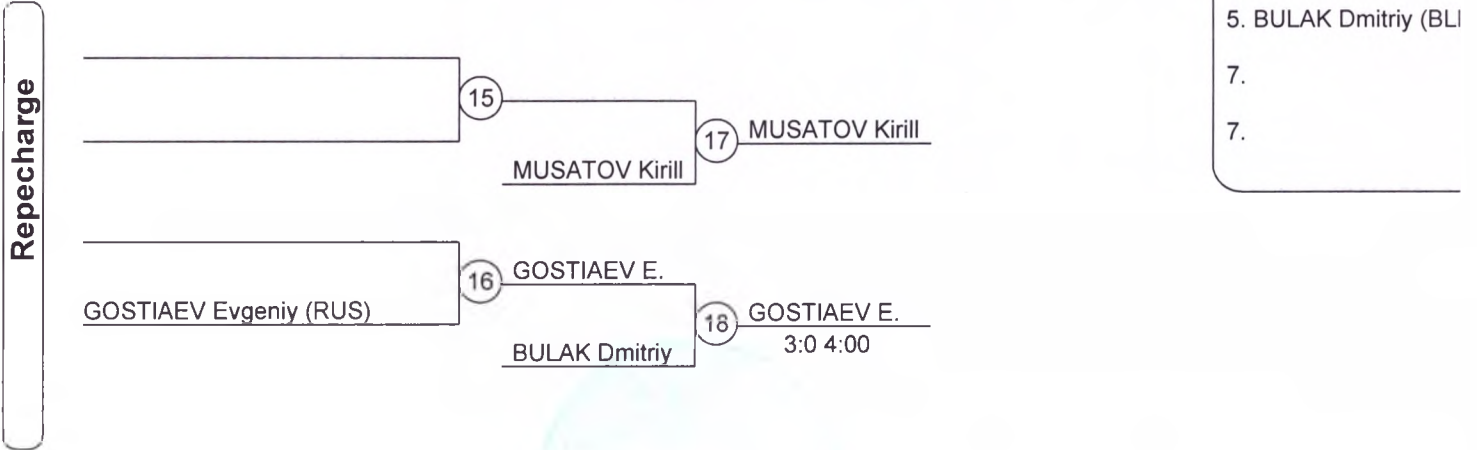 Repecharge
15
17
MUSATOV Kirill
MUSATOV Kirill
16
GOSTIAEV E.
GOSTIAEV Evgeniy (RUS)
18
GOSTIAEV E.
3:0 4:00
BULAK Dmitriy
5. BULAK Dmitriy
7.
7.